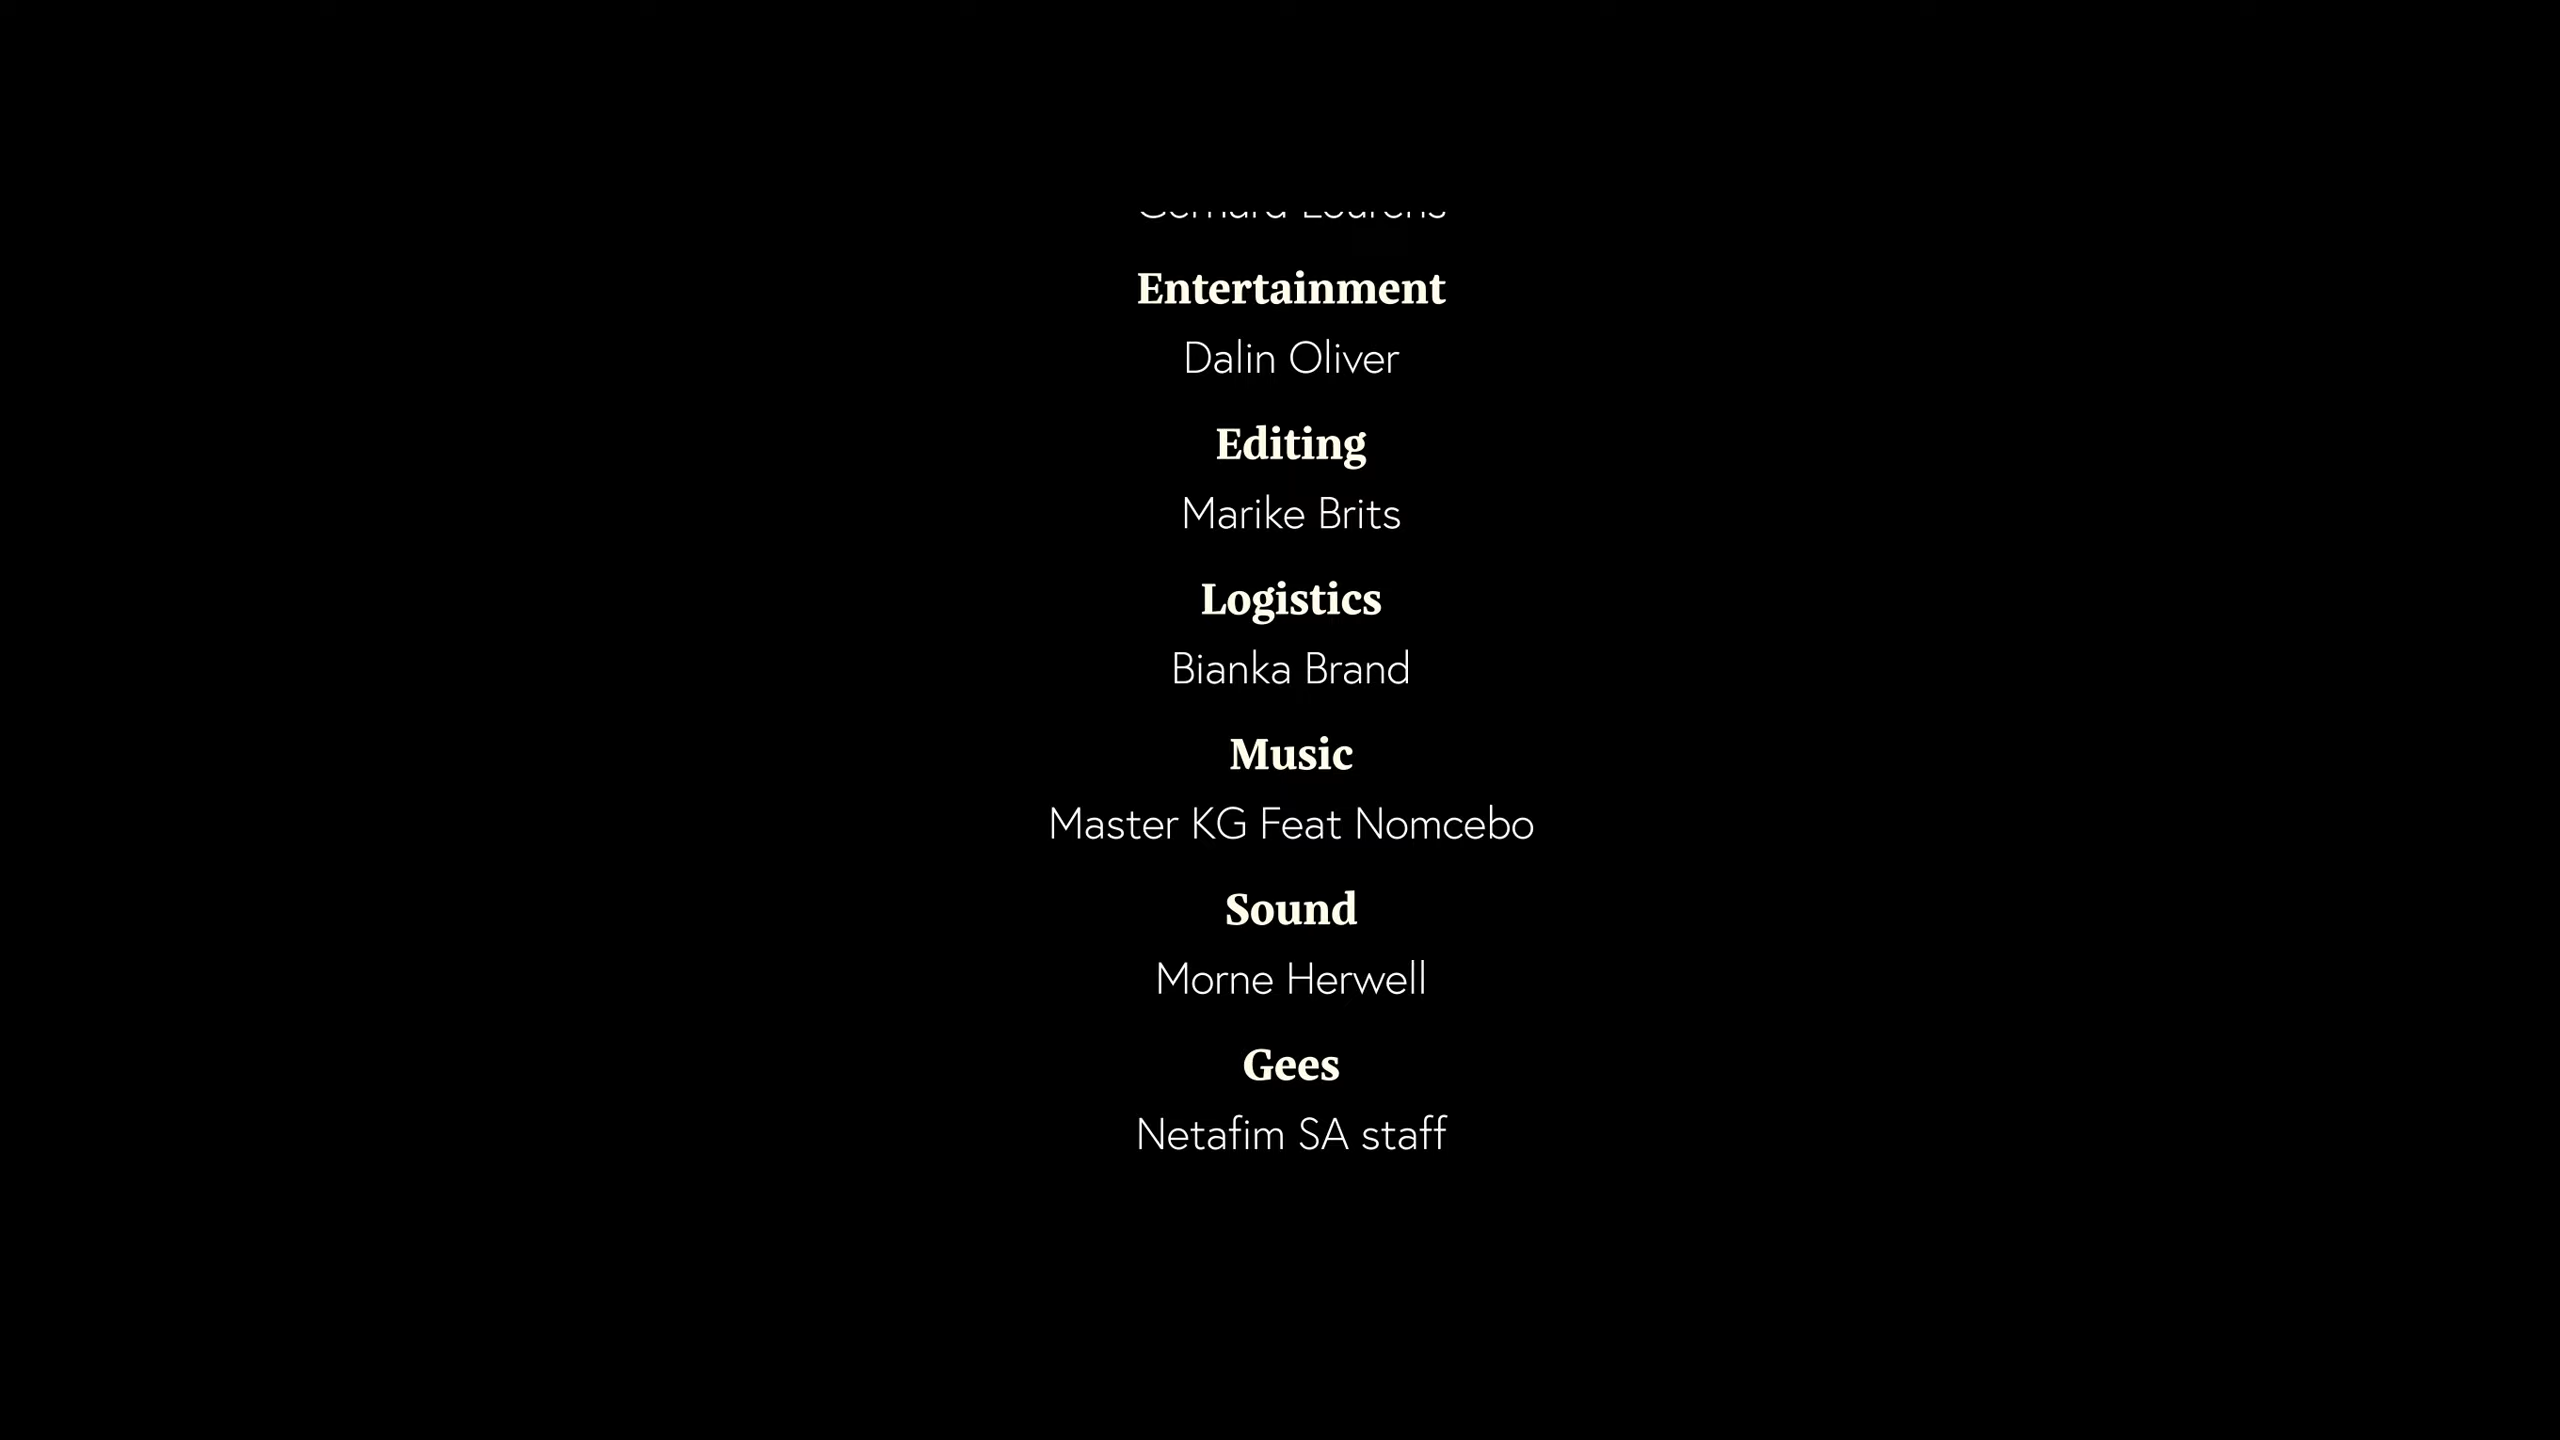 Entertainment
Dalin Oliver
Editing
Marike Brits
Logistics
Bianka Brand
Music
Master KG Feat Nomcebo
Sound
Morne Herwell
Gees
Netafim SA staff